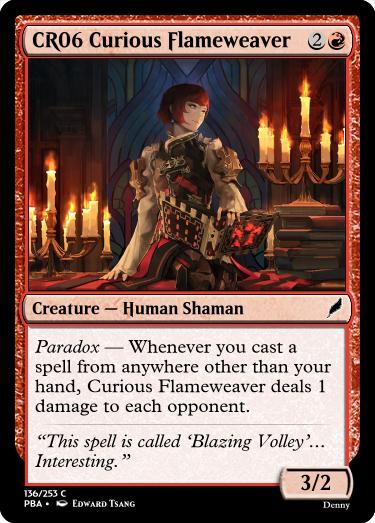 CR06 Curious Flameweaver 2
Creature — Human Shaman
Paradox — Whenever you cast a
spell from anywhere other than your
hand, Curious Flameweaver deals 1
damage to each opponent.
“This spell is called ‘Blazing Volley’…
Interesting.”
3/2
136/253 C
PBA • Edward Tsang
Denny